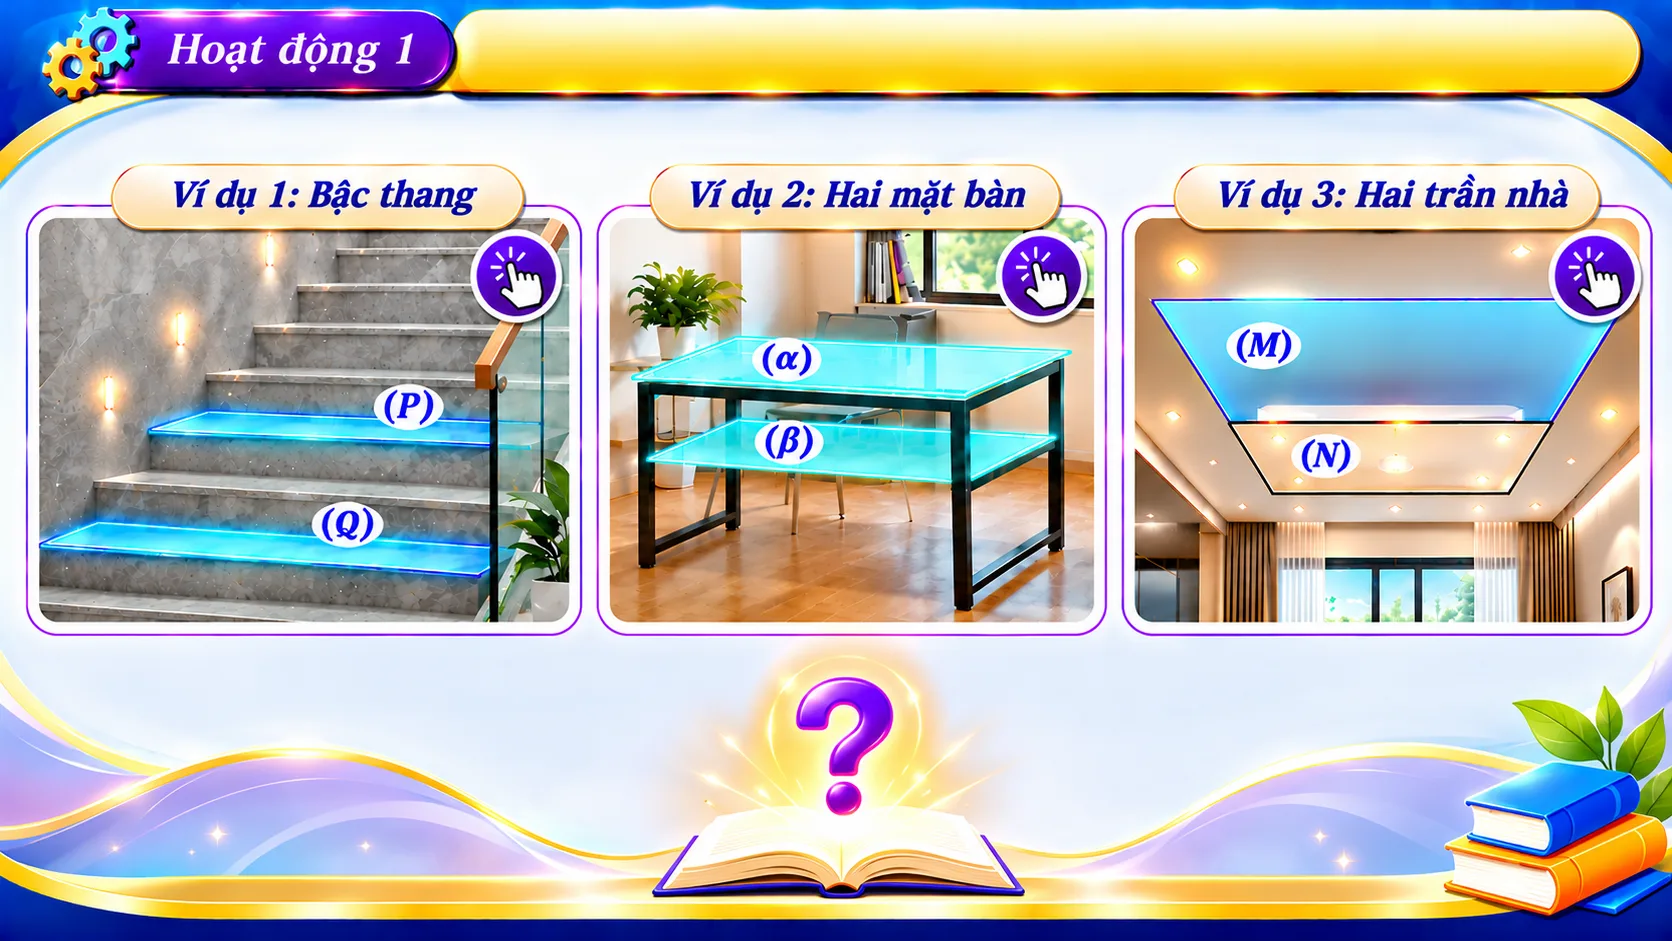 Hoạt động 1
Ví dụ 1: Bậc thang
Ví dụ 2: Hai mặt bàn
Ví dụ 3: Hai trần nhà
(P)
(Q)
(α)
(β)
(M)
(N)
?